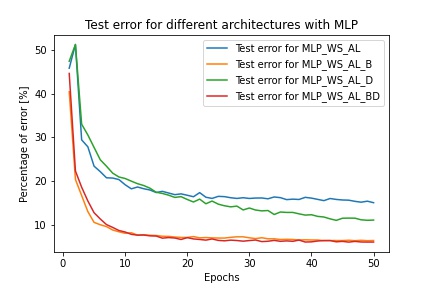 Test error for different architectures with MLP
Test error for MLP_WS_AL
Test error for MLP_WS_AL_B
Test error for MLP_WS_AL_D
Test error for MLP_WS_AL_BD
Percentage of error [%]
50
40
30
20
10
0 10 20 30 40 50
Epochs